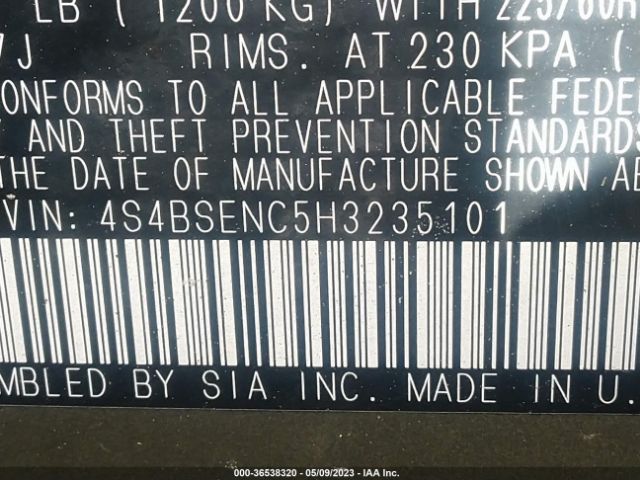 LB ( 1200 KG) WITH 225/60R
7J RIMS. AT 230 KPA (
ONFORMS TO ALL APPLICABLE FEDE
AND THEFT PREVENTION STANDARDS
THE DATE OF MANUFACTURE SHOWN AB
VIN: 4S4BSENC5H3235101
MBLED BY SIA INC. MADE IN U.
000-36538320 - 05/09/2023 - IAA Inc.